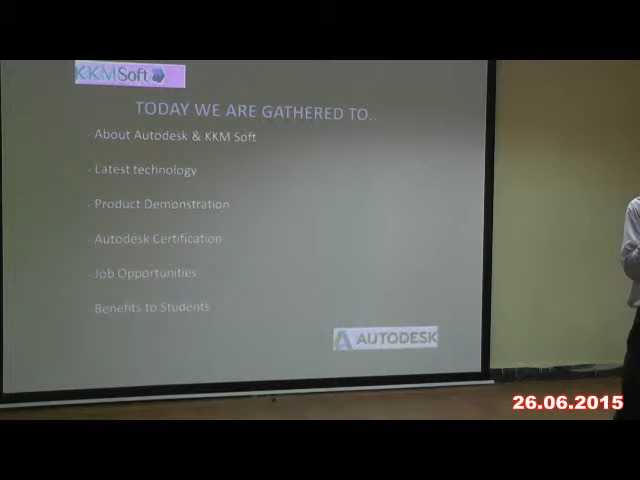 KKMSoft
TODAY WE ARE GATHERED TO..
- About Autodesk & KKM Soft
- Latest technology
- Product Demonstration
- Autodesk Certification
- Job Opportunities
- Benefits to Students
AUTODESK
26.06.2015